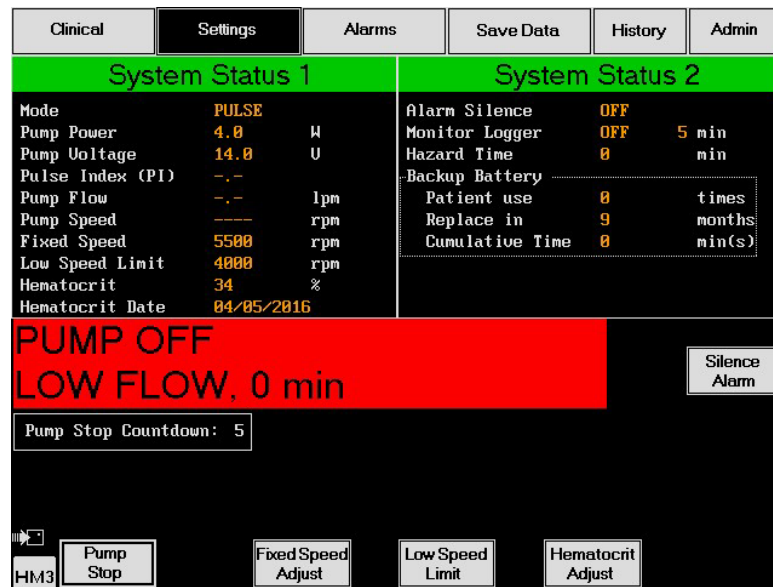 Clinical Settings Alarms Save Data History Admin
System Status 1
Mode PULSE
Pump Power 4.0 W
Pump Voltage 14.0 V
Pulse Index (PI) -.-
Pump Flow -.- lpm
Pump Speed ---- rpm
Fixed Speed 5500 rpm
Low Speed Limit 4000 rpm
Hematocrit 34 %
Hematocrit Date 04/05/2016
System Status 2
Alarm Silence OFF
Monitor Logger OFF 5 min
Hazard Time 0 min
Backup Battery
Patient use 0 times
Replace in 9 months
Cumulative Time 0 min(s)
PUMP OFF
LOW FLOW, 0 min
Silence
Alarm
Pump Stop Countdown: 5
HM3
Pump
Stop
Fixed Speed
Adjust
Low Speed
Limit
Hematocrit
Adjust